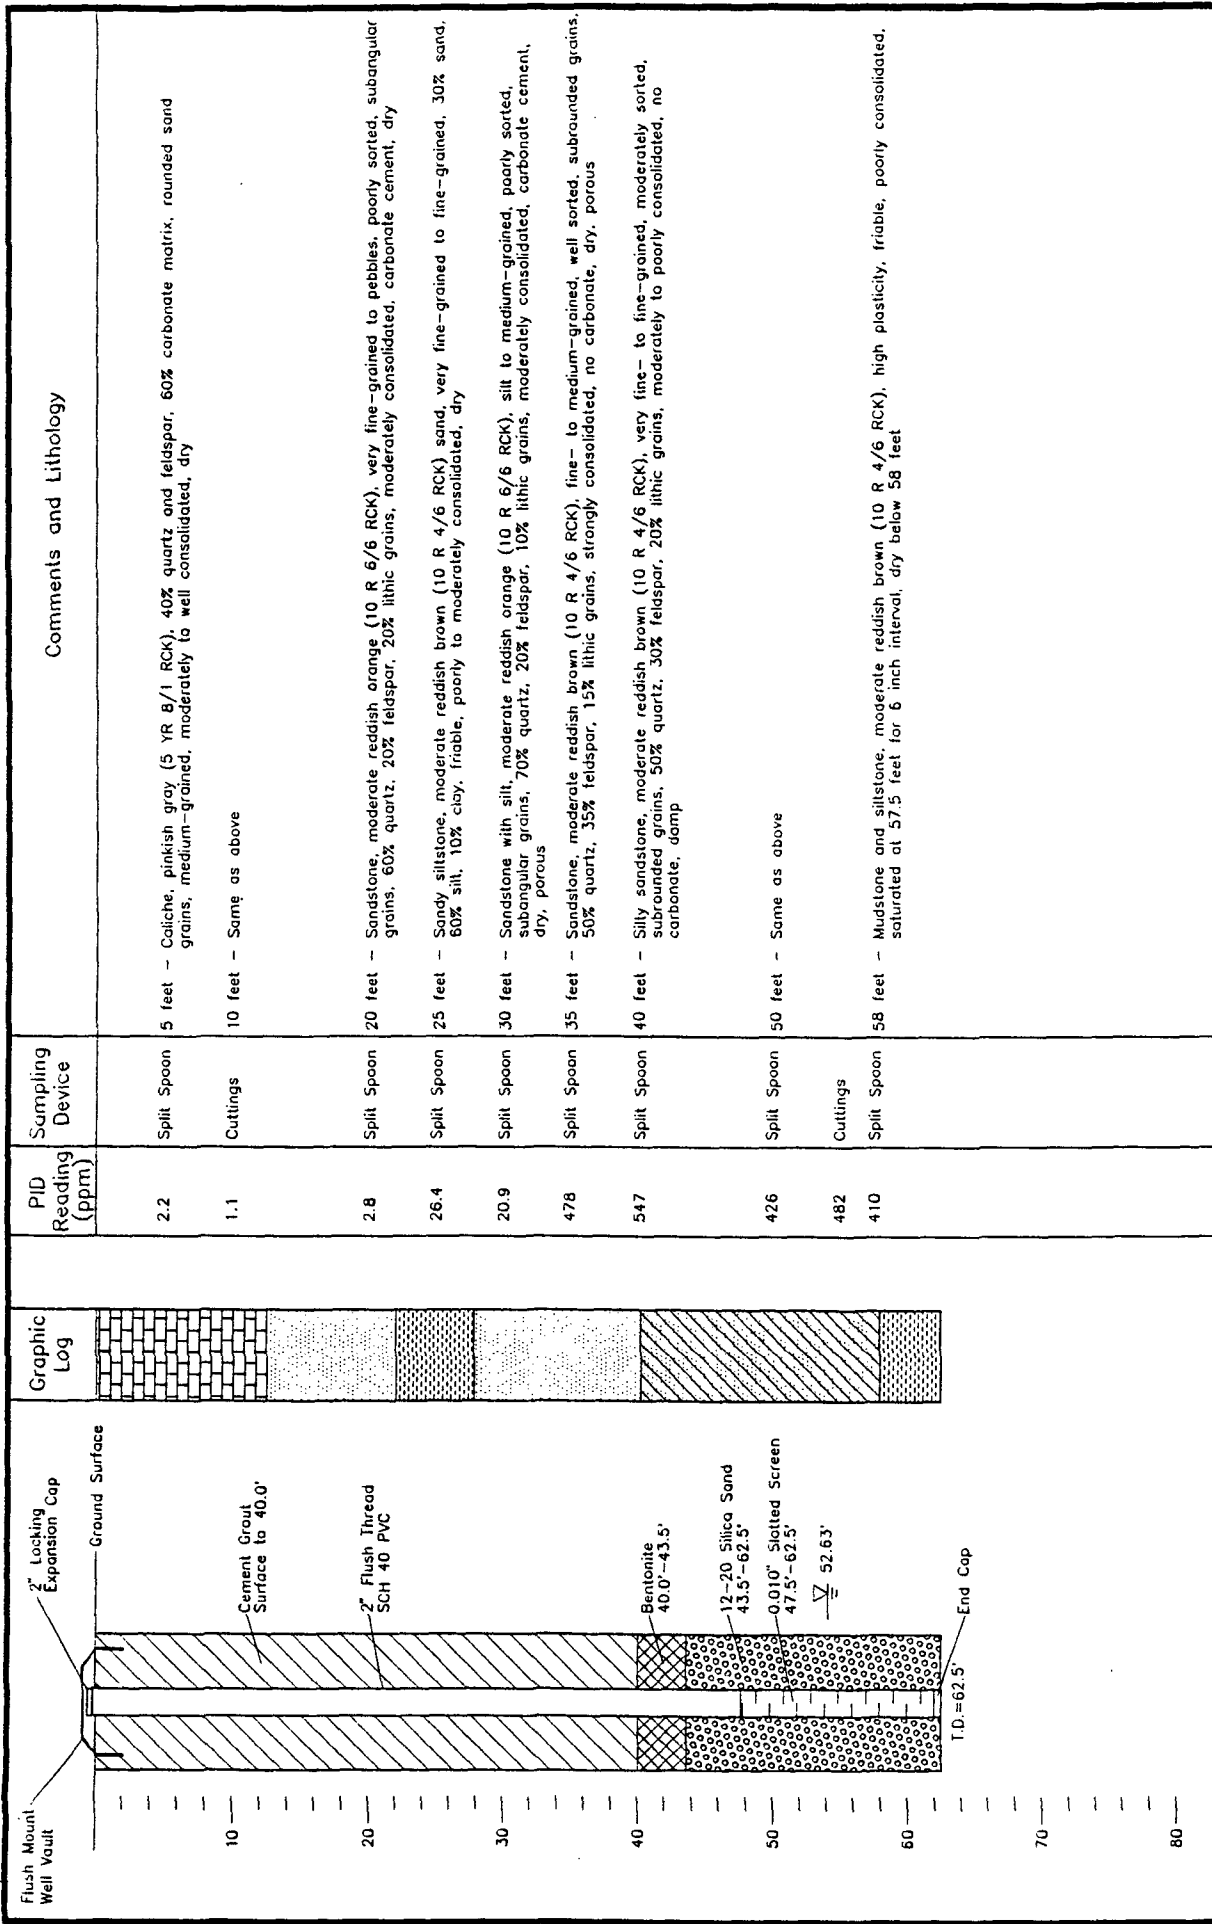 Flush Mount
Well Vault
2" Locking
Expansion Cap
Ground Surface
Graphic
Log
PID
Reading
(ppm)
Sampling
Device
Comments and Lithology
2.2
Split Spoon
5 feet – Caliche, pinkish gray (5 YR 8/1 RCK), 40% quartz and feldspar, 60% carbonate matrix, rounded sand
grains, medium-grained, moderately to well consolidated, dry
10
Cement Grout
Surface to 40.0'
1.1
Cuttings
10 feet – Same as above
20
2" Flush Thread
SCH 40 PVC
2.8
Split Spoon
20 feet – Sandstone, moderate reddish orange (10 R 6/6 RCK), very fine-grained to pebbles, poorly sorted, subangular
grains, 60% quartz, 20% feldspar, 20% lithic grains, moderately consolidated, carbonate cement, dry
26.4
Split Spoon
25 feet – Sandy siltstone, moderate reddish brown (10 R 4/6 RCK) sand, very fine-grained to fine-grained, 30% sand,
60% silt, 10% clay, friable, poorly to moderately consolidated, dry
30
20.9
Split Spoon
30 feet – Sandstone with silt, moderate reddish orange (10 R 6/6 RCK), silt to medium-grained, poorly sorted,
subangular grains, 70% quartz, 20% feldspar, 10% lithic grains, moderately consolidated, carbonate cement,
dry, porous
478
Split Spoon
35 feet – Sandstone, moderate reddish brown (10 R 4/6 RCK), fine– to medium-grained, well sorted, subrounded grains,
50% quartz, 35% feldspar, 15% lithic grains, strongly consolidated, no carbonate, dry, porous
40
Bentonite
40.0'–43.5'
547
Split Spoon
40 feet – Silty sandstone, moderate reddish brown (10 R 4/6 RCK), very fine– to fine-grained, moderately sorted,
subrounded grains, 50% quartz, 30% feldspar, 20% lithic grains, moderately to poorly consolidated, no
carbonate, damp
50
12–20 Silica Sand
43.5'–62.5'
0.010" Slotted Screen
47.5'–62.5'
52.63'
426
Split Spoon
50 feet – Same as above
482
Cuttings
410
Split Spoon
58 feet – Mudstone and siltstone, moderate reddish brown (10 R 4/6 RCK), high plasticity, friable, poorly consolidated,
saturated at 57.5 feet for 6 inch interval, dry below 58 feet
60
End Cap
T.D.=62.5'
70
80